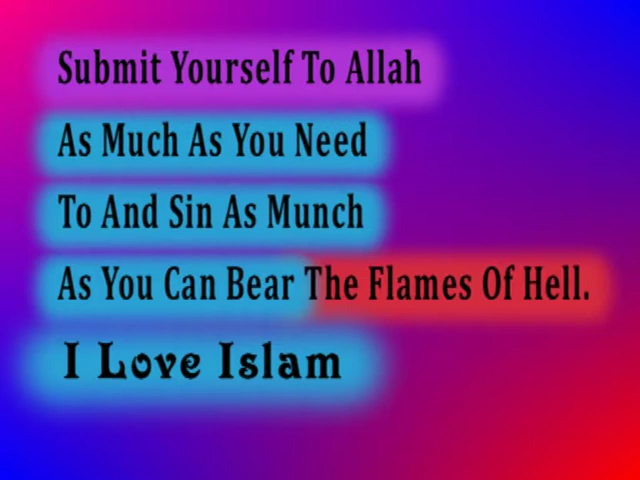 Submit Yourself To Allah
As Much As You Need
To And Sin As Munch
As You Can Bear The Flames Of Hell.
I Love Islam